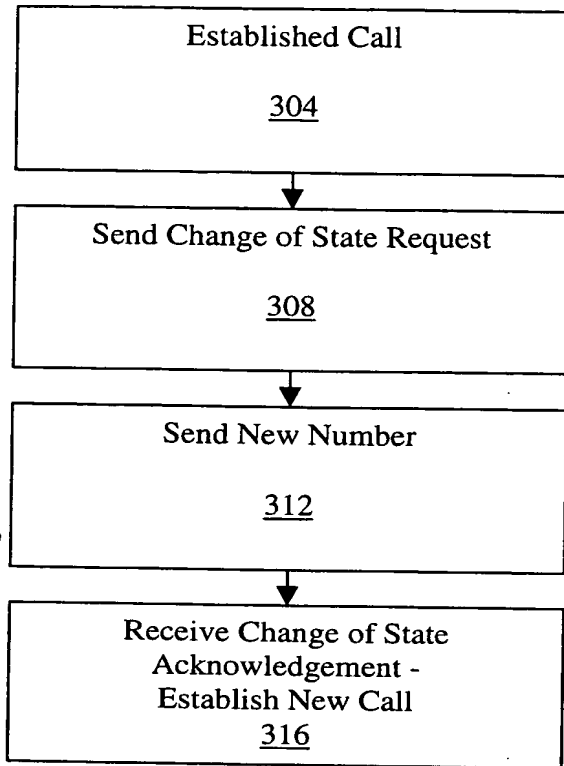 Established Call
304
Send Change of State Request
308
Send New Number
312
Receive Change of State
Acknowledgement -
Establish New Call
316